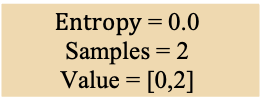 Entropy = 0.0
Samples = 2
Value = [0,2]